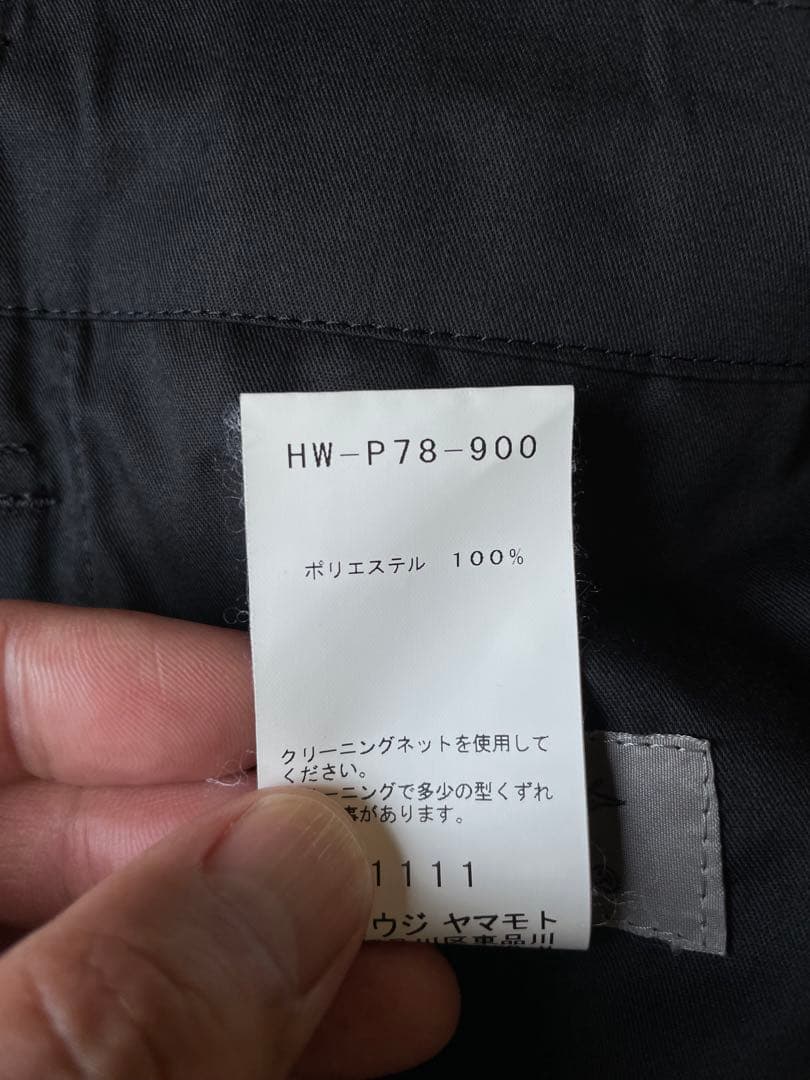 HW-P78-900
ポリエステル 100%
クリーニングネットを使用して
ください。
ーニングで多少の型くずれ
事があります。
1111
ウジ ヤマモト